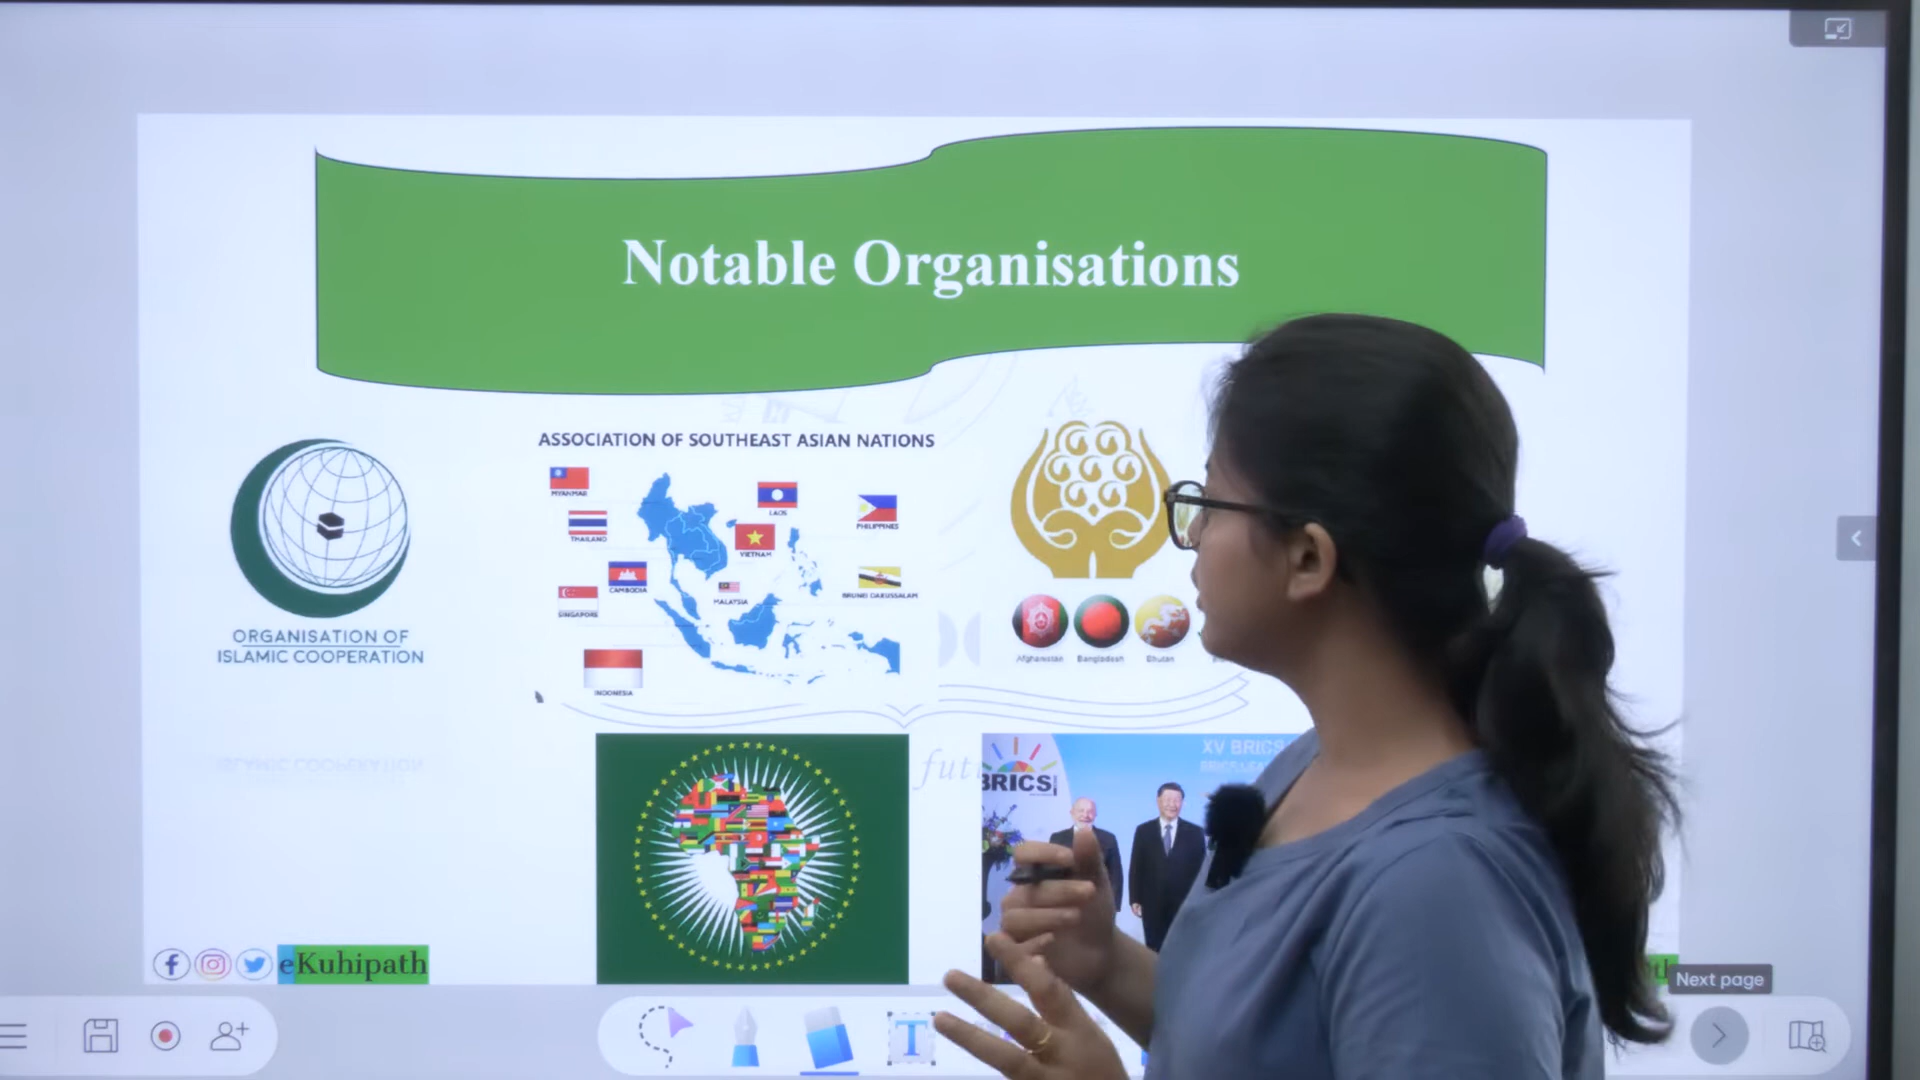 Notable Organisations
ORGANISATION OF
ISLAMIC COOPERATION
ASSOCIATION OF SOUTHEAST ASIAN NATIONS
MYANMAR
LAOS
PHILIPPINES
THAILAND
VIETNAM
CAMBODIA
MALAYSIA
BRUNEI DARUSSALAM
SINGAPORE
INDONESIA
Afghanistan
Bangladesh
Bhutan
XV BRICS
BRICS
eKuhipath
Next page
T